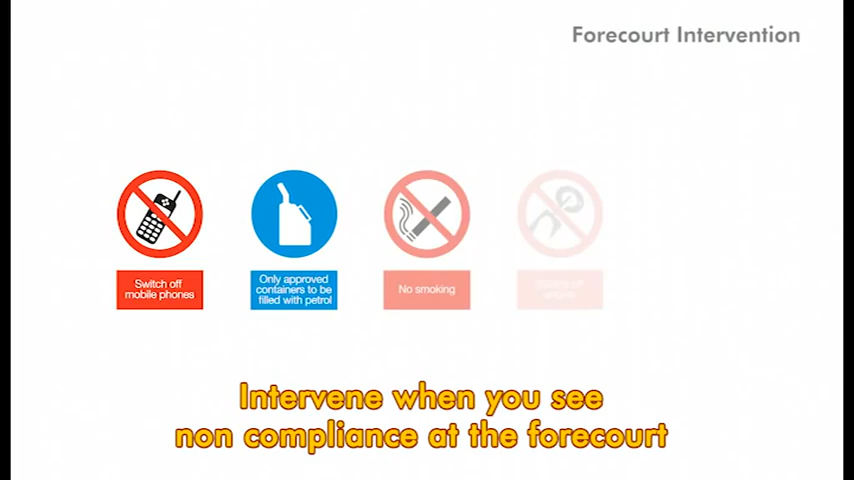 Forecourt Intervention
Switch off
mobile phones
Only approved
containers to be
filled with petrol
No smoking
Intervene when you see
non compliance at the forecourt